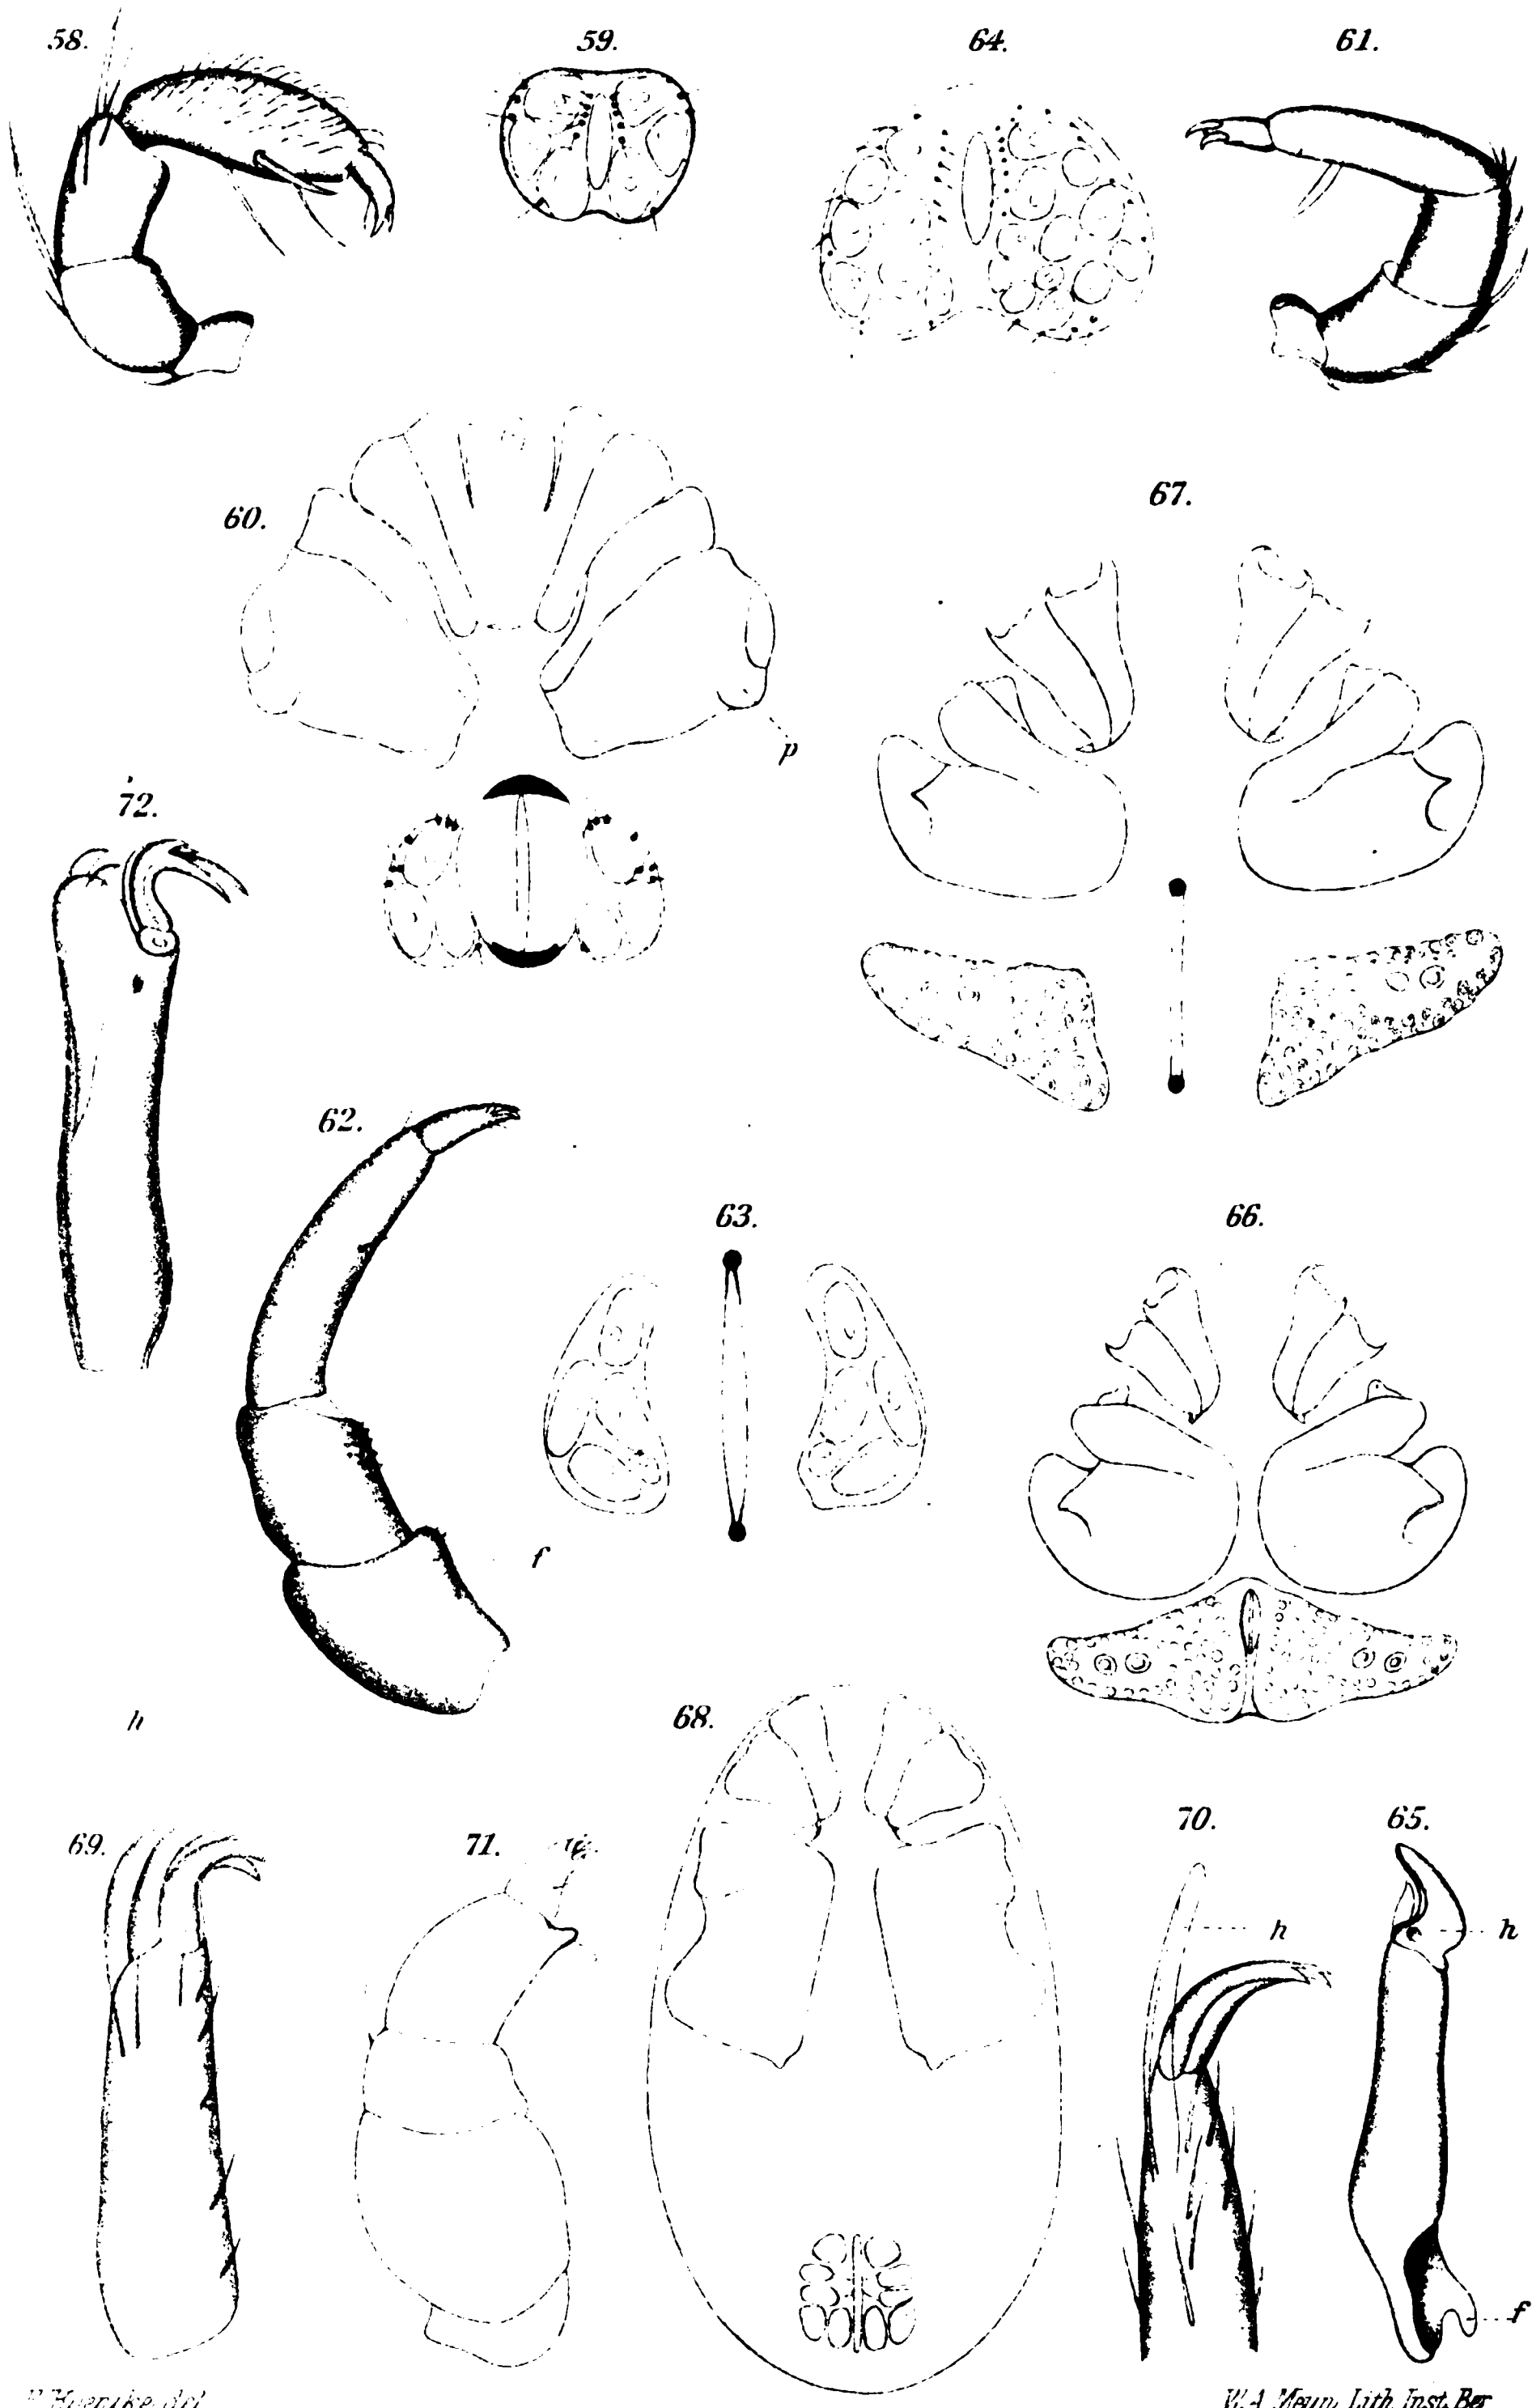 58. 59. 64. 61.
60. 67.
p
72.
62.
63. 66.
f
h 68.
69. 71. 70. 65.
h h
f
del.
W. A. Meyn, Lith. Inst. Ber